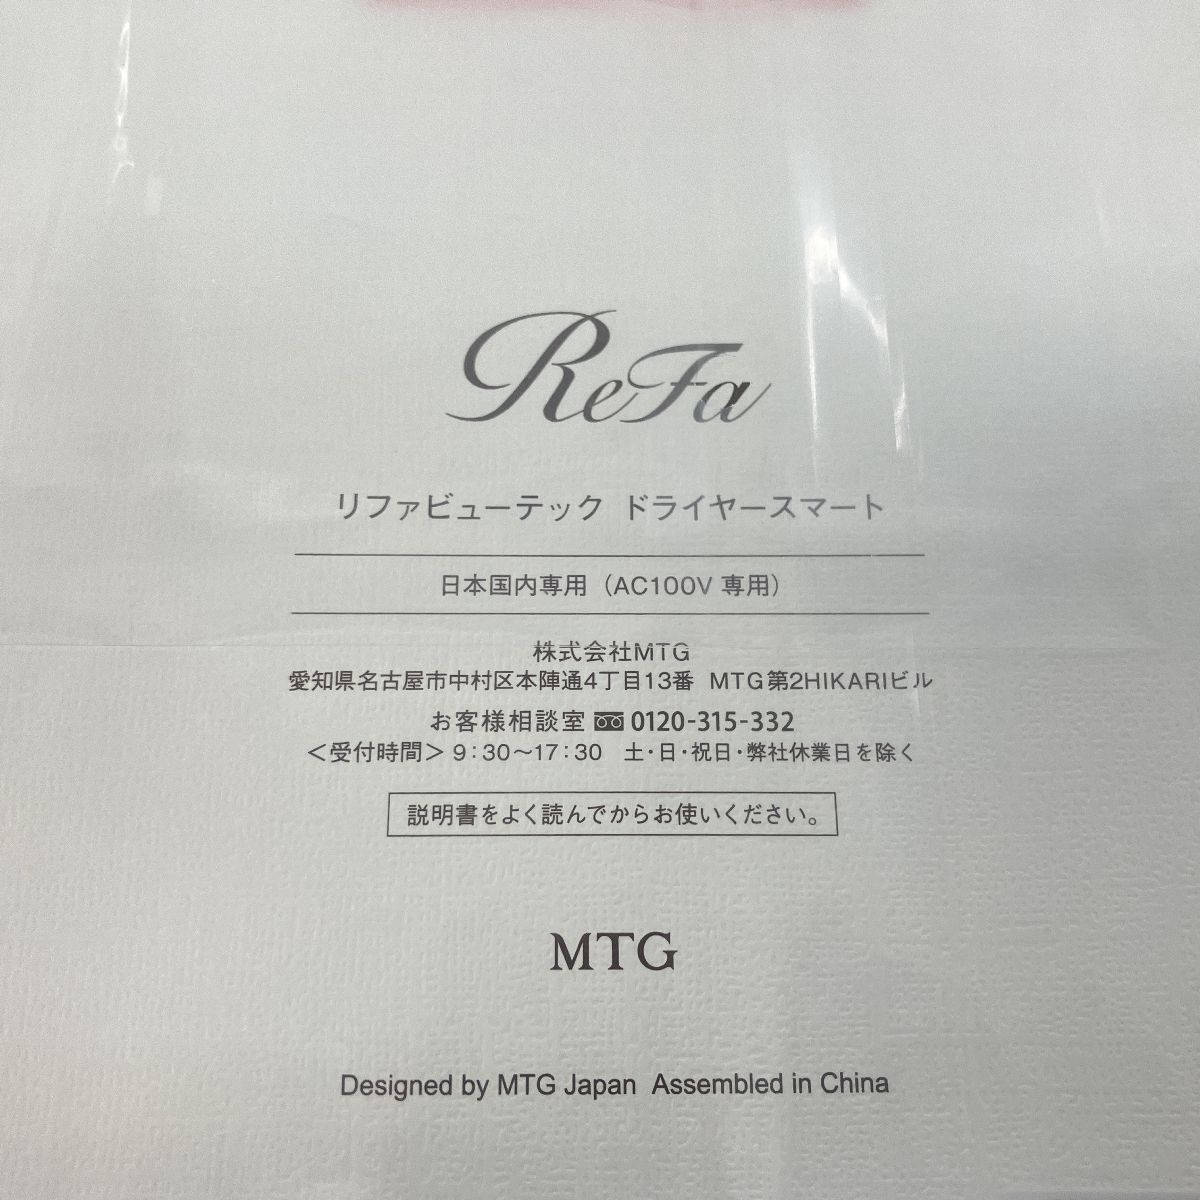 ReFa
リファビューテック ドライヤースマート
日本国内専用（AC100V 専用）
株式会社MTG
愛知県名古屋市中村区本陣通4丁目13番 MTG第2HIKARIビル
お客様相談室 0120-315-332
＜受付時間＞9：30～17：30 土・日・祝日・弊社休業日を除く
説明書をよく読んでからお使いください。
MTG
Designed by MTG Japan Assembled in China